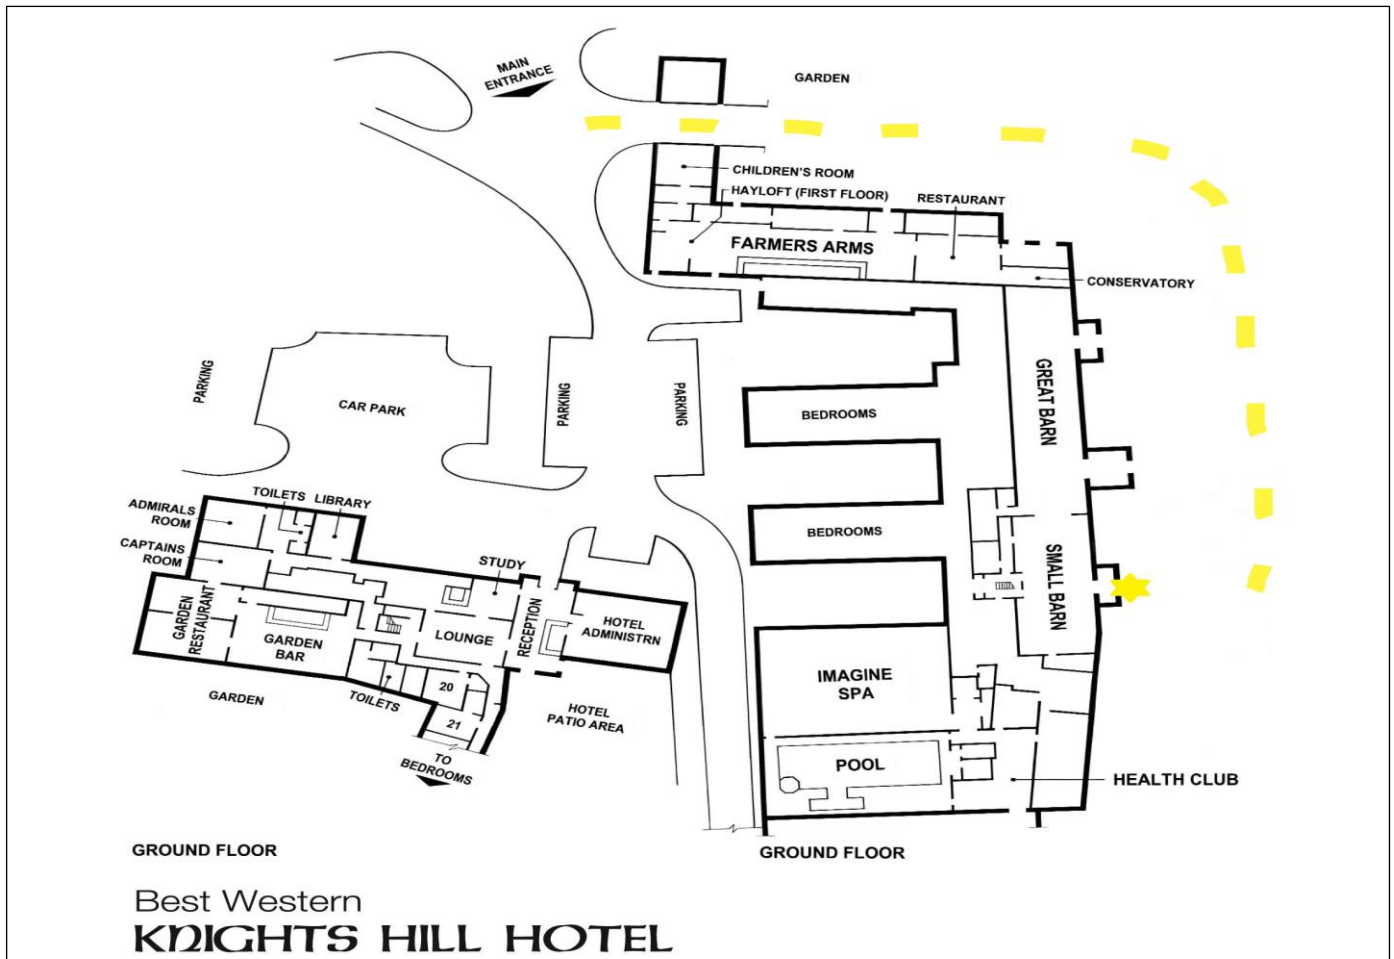 MAIN
ENTRANCE
GARDEN
CHILDREN'S ROOM
HAYLOFT (FIRST FLOOR)
RESTAURANT
FARMERS ARMS
CONSERVATORY
PARKING
CAR PARK
PARKING
PARKING
BEDROOMS
GREAT BARN
BEDROOMS
SMALL BARN
TOILETS
LIBRARY
ADMIRALS
ROOM
CAPTAINS
ROOM
STUDY
GARDEN
RESTAURANT
GARDEN
BAR
LOUNGE
RECEPTION
HOTEL
ADMINISTRN
IMAGINE
SPA
GARDEN
TOILETS
20
21
HOTEL
PATIO AREA
TO
BEDROOMS
POOL
HEALTH CLUB
GROUND FLOOR
GROUND FLOOR
Best Western
KNIGHTS HILL HOTEL